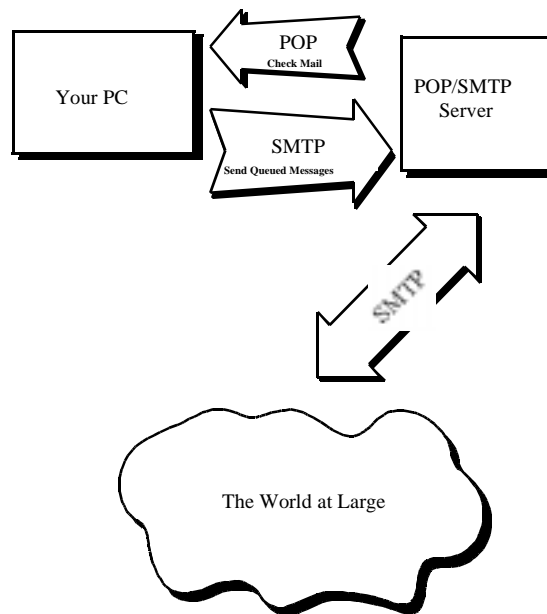 POP
Check Mail
Your PC
POP/SMTP
Server
SMTP
Send Queued Messages
SMTP
The World at Large